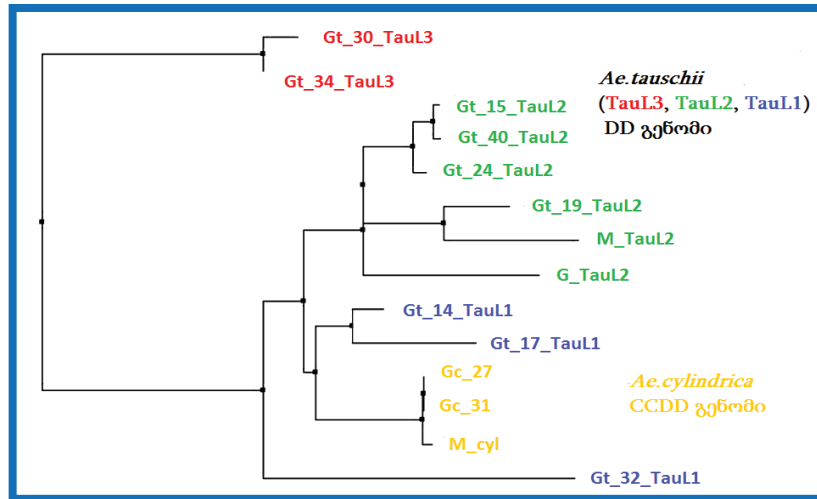 Gt_30_TauL3
Gt_34_TauL3
Ae.tauschii
(TauL3, TauL2, TauL1)
DD გენომი
Gt_15_TauL2
Gt_40_TauL2
Gt_24_TauL2
Gt_19_TauL2
M_TauL2
G_TauL2
Gt_14_TauL1
Gt_17_TauL1
Gc_27
Gc_31
M_cyl
Ae.cylindrica
CCDD გენომი
Gt_32_TauL1